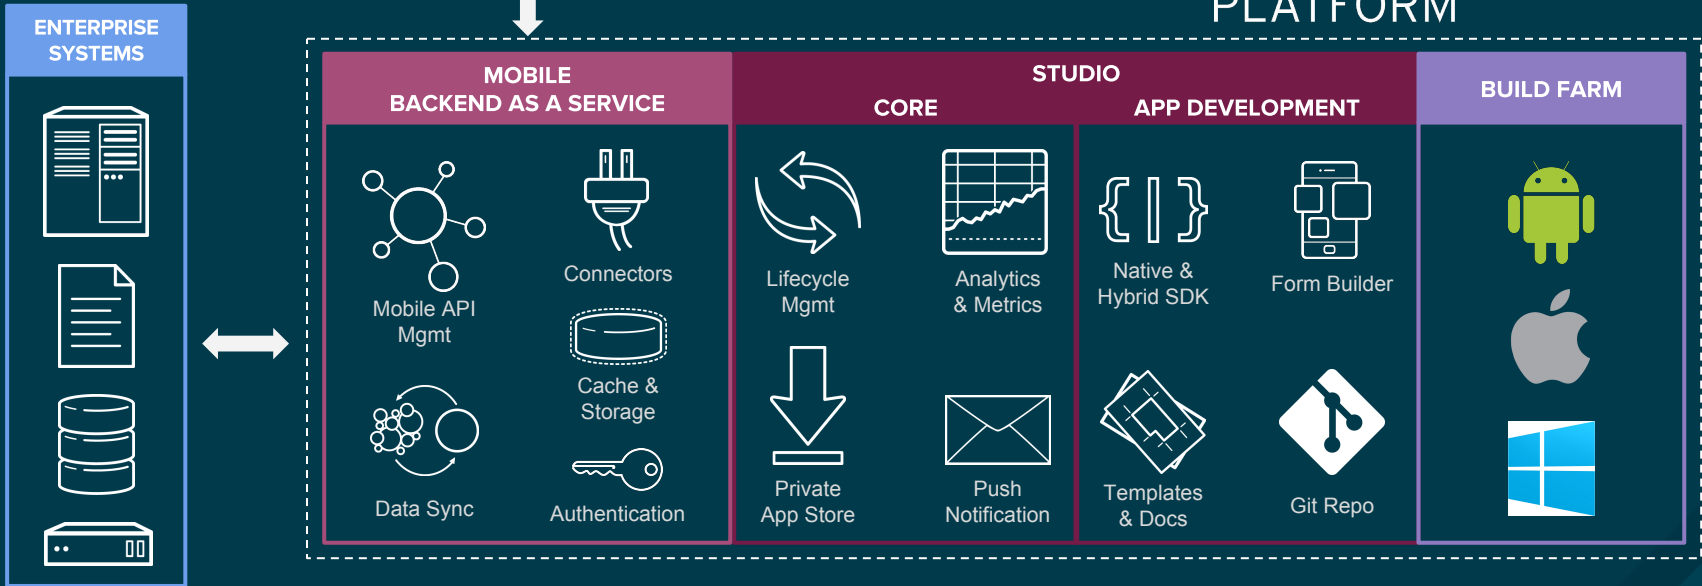 PLATFORM
ENTERPRISE
SYSTEMS
MOBILE
BACKEND AS A SERVICE
STUDIO
CORE
APP DEVELOPMENT
BUILD FARM
Mobile API
Mgmt
Connectors
Cache &
Storage
Data Sync
Authentication
Lifecycle
Mgmt
Analytics
& Metrics
Private
App Store
Push
Notification
Native &
Hybrid SDK
Form Builder
Templates
& Docs
Git Repo